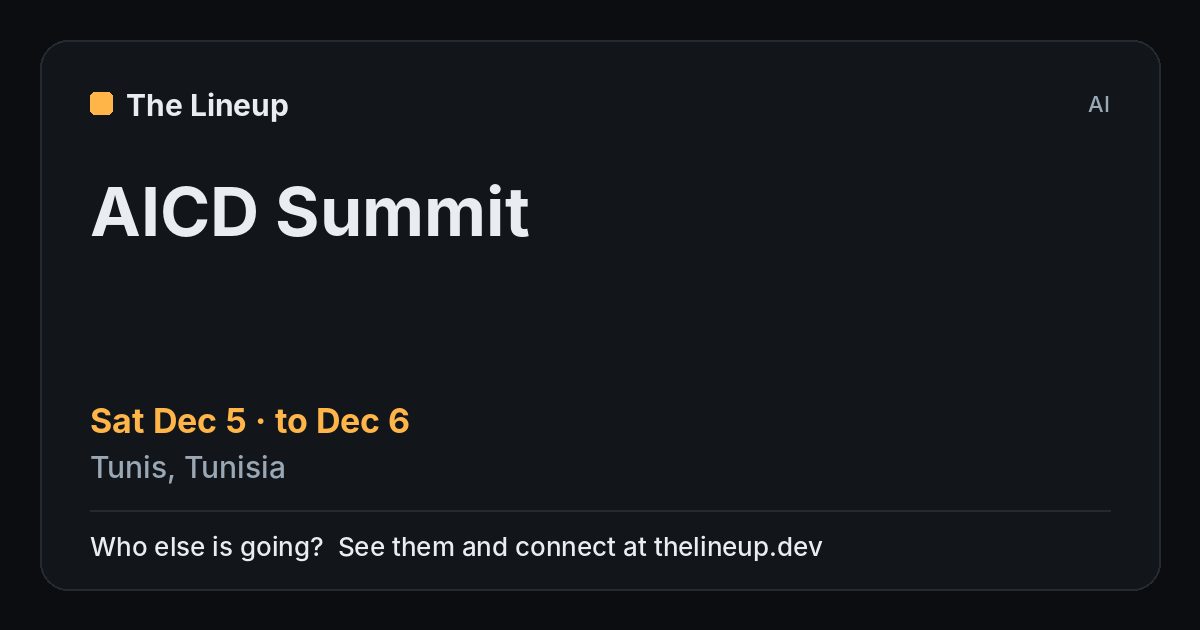 The Lineup
AI
AICD Summit
Sat Dec 5 · to Dec 6
Tunis, Tunisia
Who else is going? See them and connect at thelineup.dev